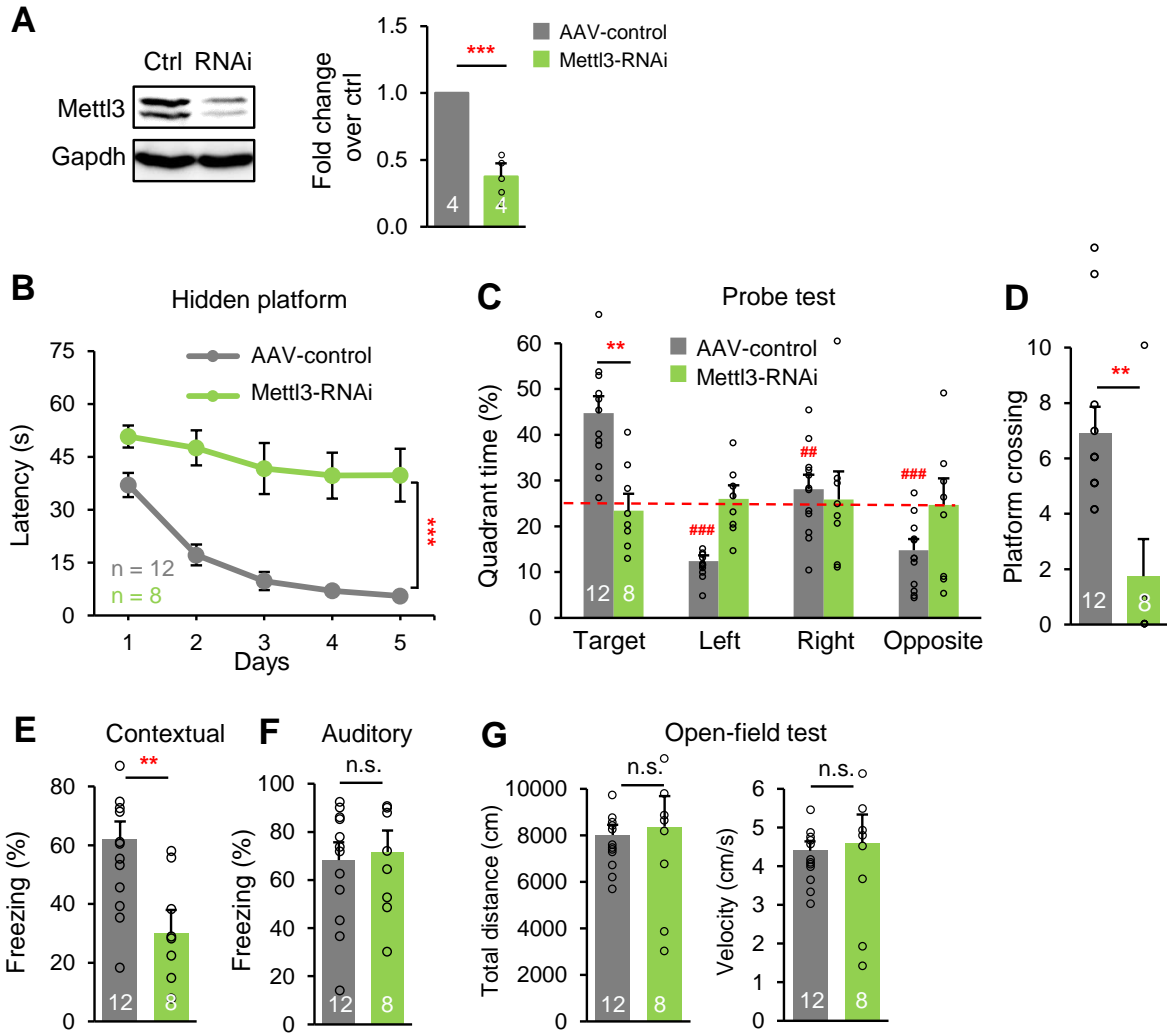 A
Ctrl RNAi
Mettl3
Gapdh
Fold change
over ctrl
1.5
1.0
0.5
0.0
***
4
4
AAV-control
Mettl3-RNAi
B
Hidden platform
Latency (s)
75
60
45
30
15
0
AAV-control
Mettl3-RNAi
***
n = 12
n = 8
1 2 3 4 5
Days
C
Probe test
Quadrant time (%)
60
50
40
30
20
10
0
**
AAV-control
Mettl3-RNAi
###
##
###
12
8
Target Left Right Opposite
D
Platform crossing
10
8
6
4
2
0
**
12
8
E
Contextual
Freezing (%)
80
60
40
20
0
**
12
8
F
Auditory
Freezing (%)
100
80
60
40
20
0
n.s.
12
8
G
Open-field test
Total distance (cm)
10000
8000
6000
4000
2000
0
n.s.
12
8
Velocity (cm/s)
6
5
4
3
2
1
0
n.s.
12
8